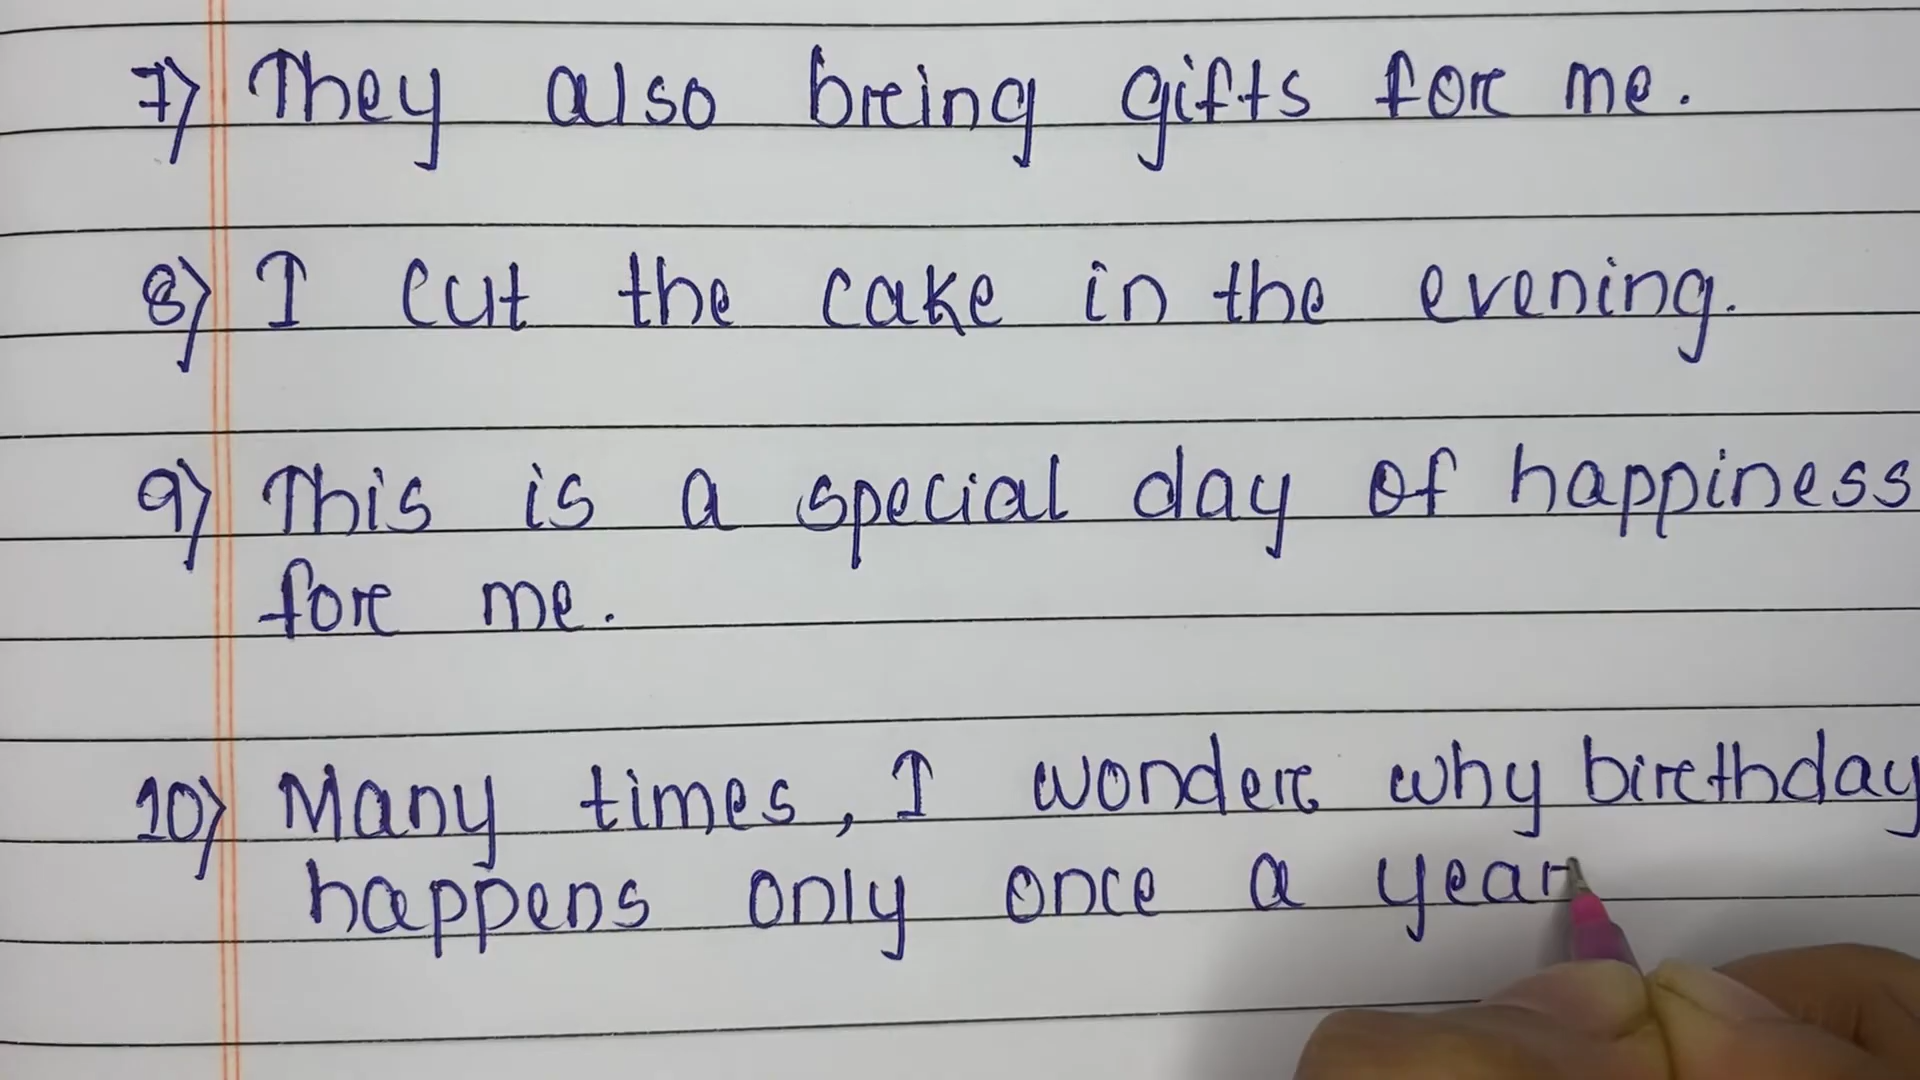 7) They also bring gifts for me.
8) I cut the cake in the evening.
9) This is a special day of happiness
for me.
10) Many times, I wonder why birthday
happens only once a year